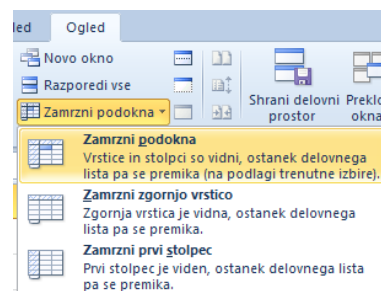 led Ogled
Novo okno
Razporedi vse
Zamrzni podokna
Shrani delovni
prostor
okna
Zamrzni podokna
Vrstice in stolpci so vidni, ostanek delovnega
lista pa se premika (na podlagi trenutne izbire).
Zamrzni zgornjo vrstico
Zgornja vrstica je vidna, ostanek delovnega
lista pa se premika.
Zamrzni prvi stolpec
Prvi stolpec je viden, ostanek delovnega lista
pa se premika.